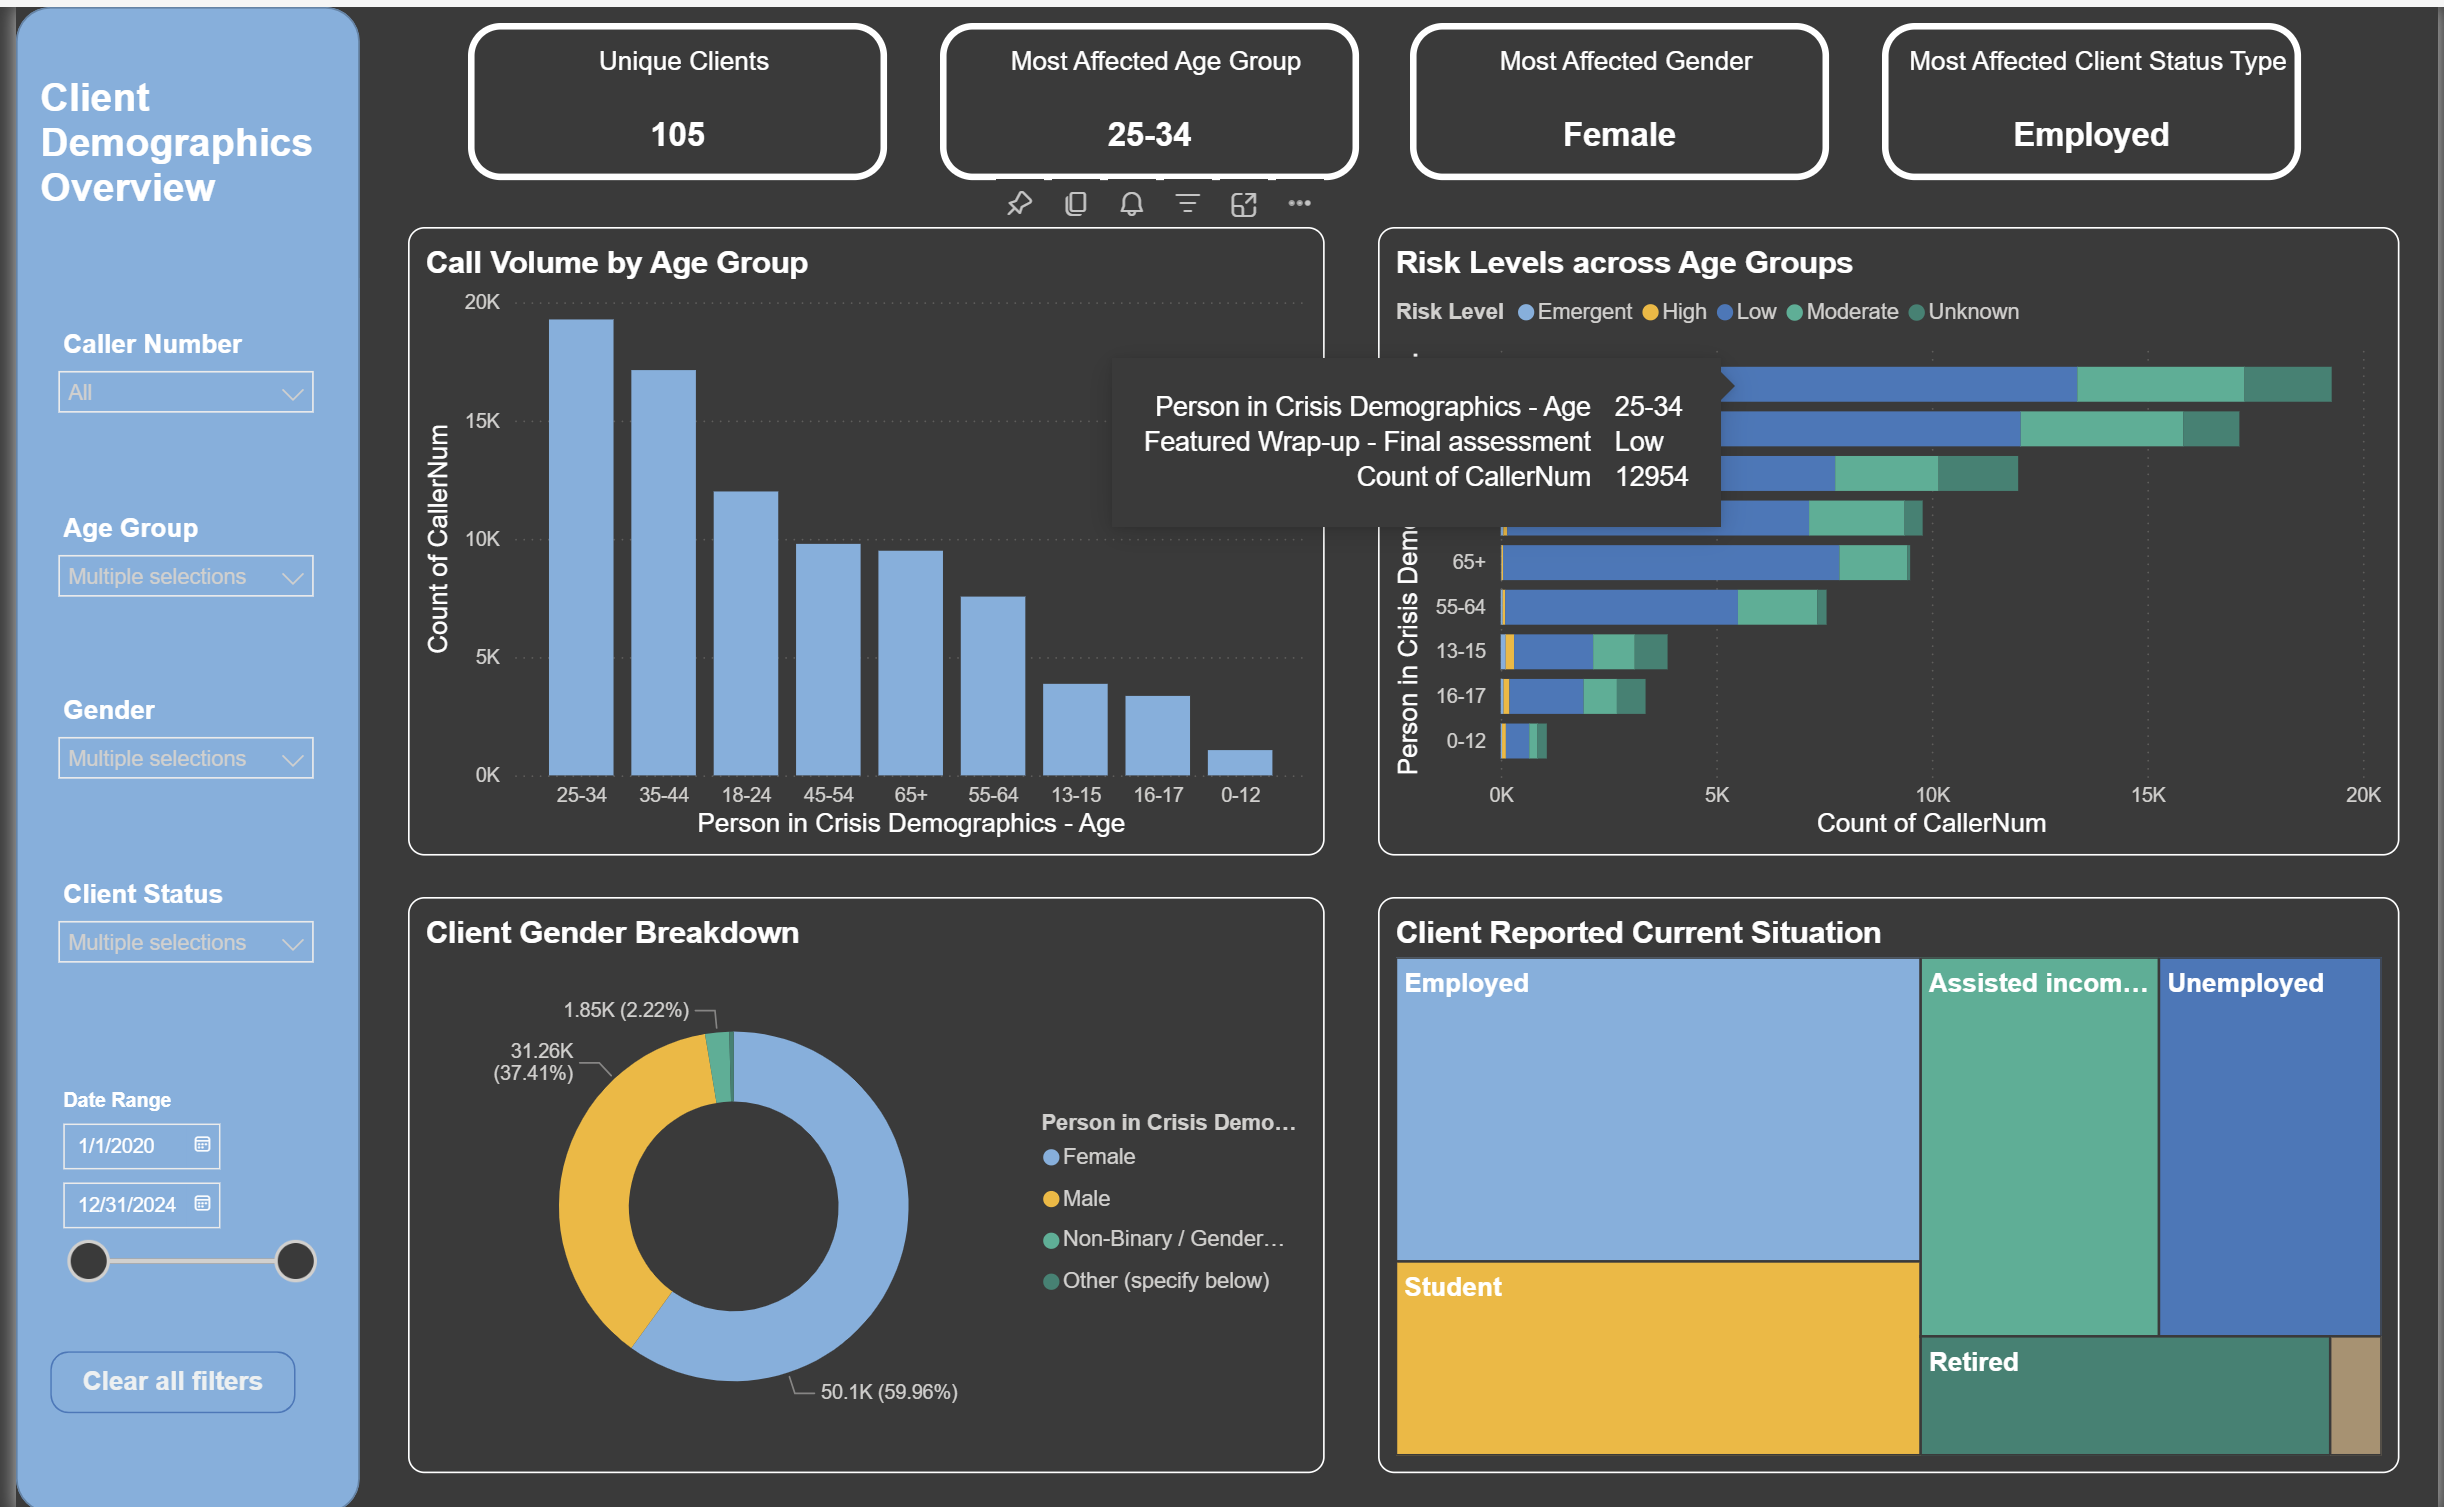 Client
Demographics
Overview
Caller Number
All
Age Group
Multiple selections
Gender
Multiple selections
Client Status
Multiple selections
Date Range
1/1/2020
12/31/2024
Clear all filters
Unique Clients
105
Most Affected Age Group
25-34
Most Affected Gender
Female
Most Affected Client Status Type
Employed
Call Volume by Age Group
20K
15K
10K
5K
0K
Count of CallerNum
25-34 35-44 18-24 45-54 65+ 55-64 13-15 16-17 0-12
Person in Crisis Demographics - Age
Risk Levels across Age Groups
Risk Level Emergent High Low Moderate Unknown
Person in Crisis Demographics - Age 25-34
Featured Wrap-up - Final assessment Low
Count of CallerNum 12954
Person in Crisis
65+
55-64
13-15
16-17
0-12
0K 5K 10K 15K 20K
Count of CallerNum
Client Gender Breakdown
1.85K (2.22%)
31.26K
(37.41%)
50.1K (59.96%)
Person in Crisis Demo...
Female
Male
Non-Binary / Gender...
Other (specify below)
Client Reported Current Situation
Employed
Assisted incom...
Unemployed
Student
Retired